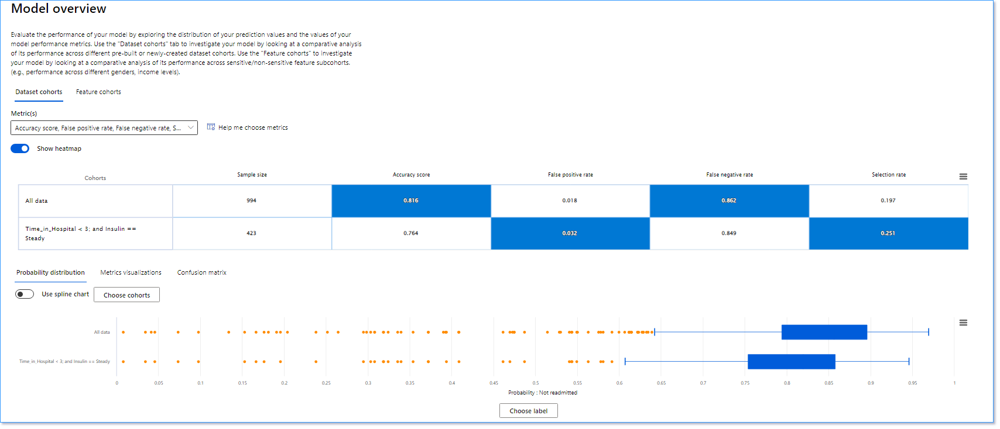 Model overview
Evaluate the performance of your model by exploring the distribution of your prediction values and the values of your
model performance metrics. Use the "Dataset cohorts" tab to investigate your model by looking at a comparative analysis
of its performance across different pre-built or newly-created dataset cohorts. Use the "Feature cohorts" to investigate
your model by looking at a comparative analysis of its performance across sensitive/non-sensitive feature subcohorts.
(e.g., performance across different genders, income levels).
Dataset cohorts Feature cohorts
Metric(s)
Accuracy score, False positive rate, False negative rate, S... Help me choose metrics
Show heatmap
Cohorts Sample size Accuracy score False positive rate False negative rate Selection rate
All data 994 0.816 0.018 0.862 0.197
Time_in_Hospital < 3; and Insulin ==
Steady 423 0.764 0.032 0.849 0.251
Probability distribution Metrics visualizations Confusion matrix
Use spline chart Choose cohorts
All data
Time_in_Hospital < 3; and Insulin == Steady
0 0.05 0.1 0.15 0.2 0.25 0.3 0.35 0.4 0.45 0.5 0.55 0.6 0.65 0.7 0.75 0.8 0.85 0.9 0.95 1
Probability : Not readmitted
Choose label